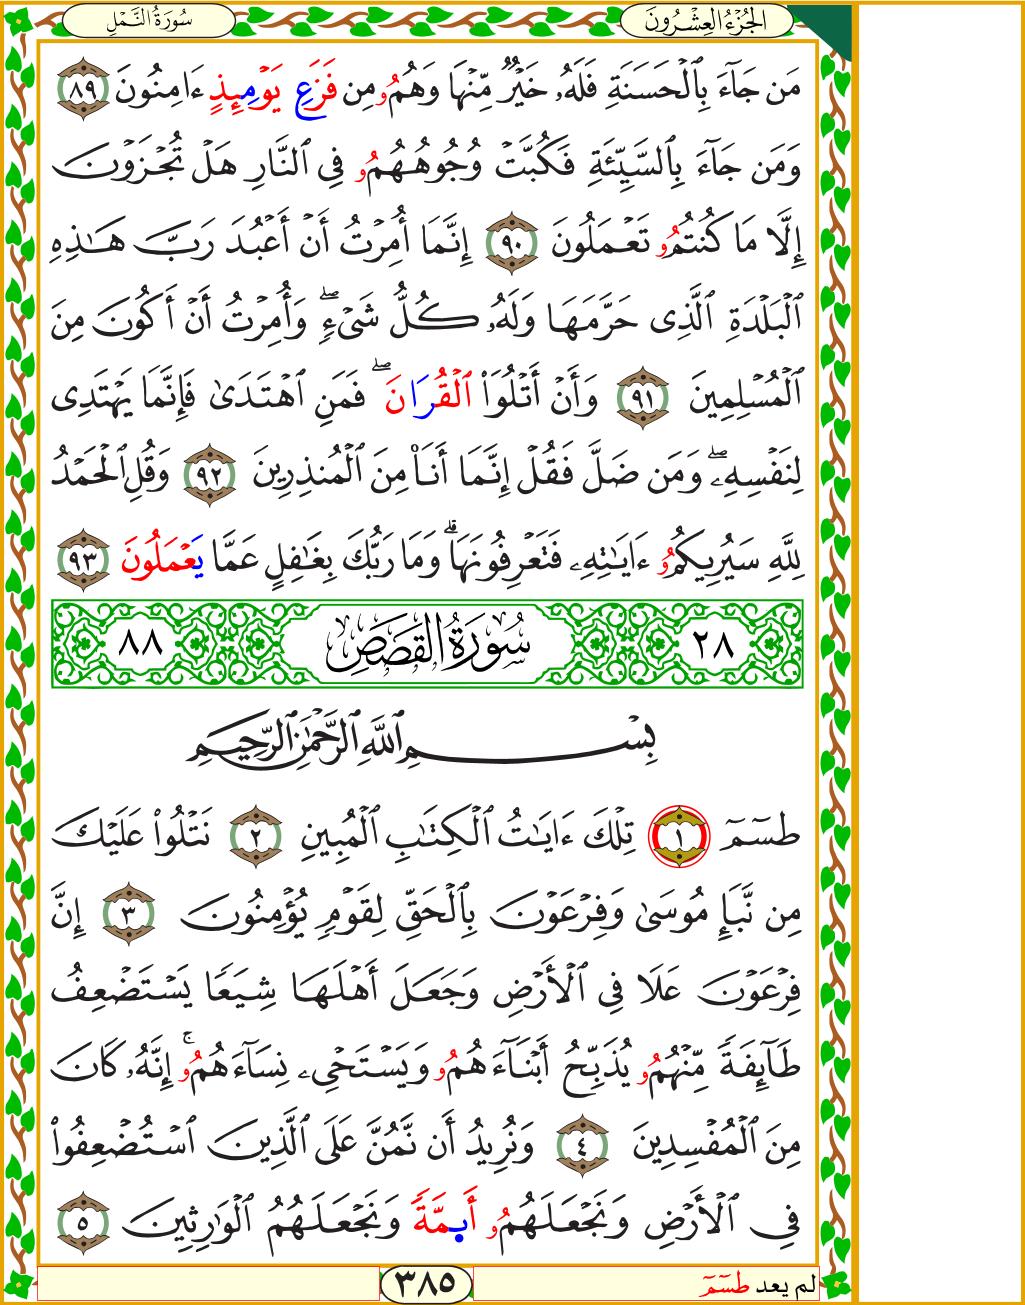 الجُزْءُ العِشْرُونَ
سُورَةُ النَّمْلِ
مَن جَآءَ بِٱلْحَسَنَةِ فَلَهُۥ خَيْرٌۭ مِّنْهَا وَهُمُۥ مِن فَزَعِ يَوْمِئِذٍ ءَامِنُونَ ٨٩
وَمَن جَآءَ بِٱلسَّيِّئَةِ فَكُبَّتْ وُجُوهُهُمُۥ فِى ٱلنَّارِ هَلْ تُجْزَوْنَ
إِلَّا مَا كُنتُمُۥ تَعْمَلُونَ ٩٠ إِنَّمَا أُمِرْتُ أَنْ أَعْبُدَ رَبَّ هَـٰذِهِ
ٱلْبَلْدَةِ ٱلَّذِى حَرَّمَهَا وَلَهُۥ كُلُّ شَىْءٍۢ ۖ وَأُمِرْتُ أَنْ أَكُونَ مِنَ
ٱلْمُسْلِمِينَ ٩١ وَأَنْ أَتْلُوَا۟ ٱلْقُرَانَ ۖ فَمَنِ ٱهْتَدَىٰ فَإِنَّمَا يَهْتَدِى
لِنَفْسِهِۦ ۖ وَمَن ضَلَّ فَقُلْ إِنَّمَا أَنَا۠ مِنَ ٱلْمُنذِرِينَ ٩٢ وَقُلِ ٱلْحَمْدُ
لِلَّهِ سَيُرِيكُمُۥ ءَايَـٰتِهِۦ فَتَعْرِفُونَهَا ۚ وَمَا رَبُّكَ بِغَـٰفِلٍ عَمَّا يَعْمَلُونَ ٩٣
٢٨ سُورَةُ القَصَصِ ٨٨
بِسْمِ ٱللَّهِ ٱلرَّحْمَـٰنِ ٱلرَّحِيمِ
طسٓمٓ ١ تِلْكَ ءَايَـٰتُ ٱلْكِتَـٰبِ ٱلْمُبِينِ ٢ نَتْلُوا۟ عَلَيْكَ
مِن نَّبَإِ مُوسَىٰ وَفِرْعَوْنَ بِٱلْحَقِّ لِقَوْمٍۢ يُؤْمِنُونَ ٣ إِنَّ
فِرْعَوْنَ عَلَا فِى ٱلْأَرْضِ وَجَعَلَ أَهْلَهَا شِيَعًۭا يَسْتَضْعِفُ
طَآئِفَةًۭ مِّنْهُمُۥ يُذَبِّحُ أَبْنَآءَهُمُۥ وَيَسْتَحْىِۦ نِسَآءَهُمُۥ ۚ إِنَّهُۥ كَانَ
مِنَ ٱلْمُفْسِدِينَ ٤ وَنُرِيدُ أَن نَّمُنَّ عَلَى ٱلَّذِينَ ٱسْتُضْعِفُوا۟
فِى ٱلْأَرْضِ وَنَجْعَلَهُمُۥ أَىِٕمَّةًۭ وَنَجْعَلَهُمُ ٱلْوَٰرِثِينَ ٥
لم يعد طسٓمٓ
٣٨٥